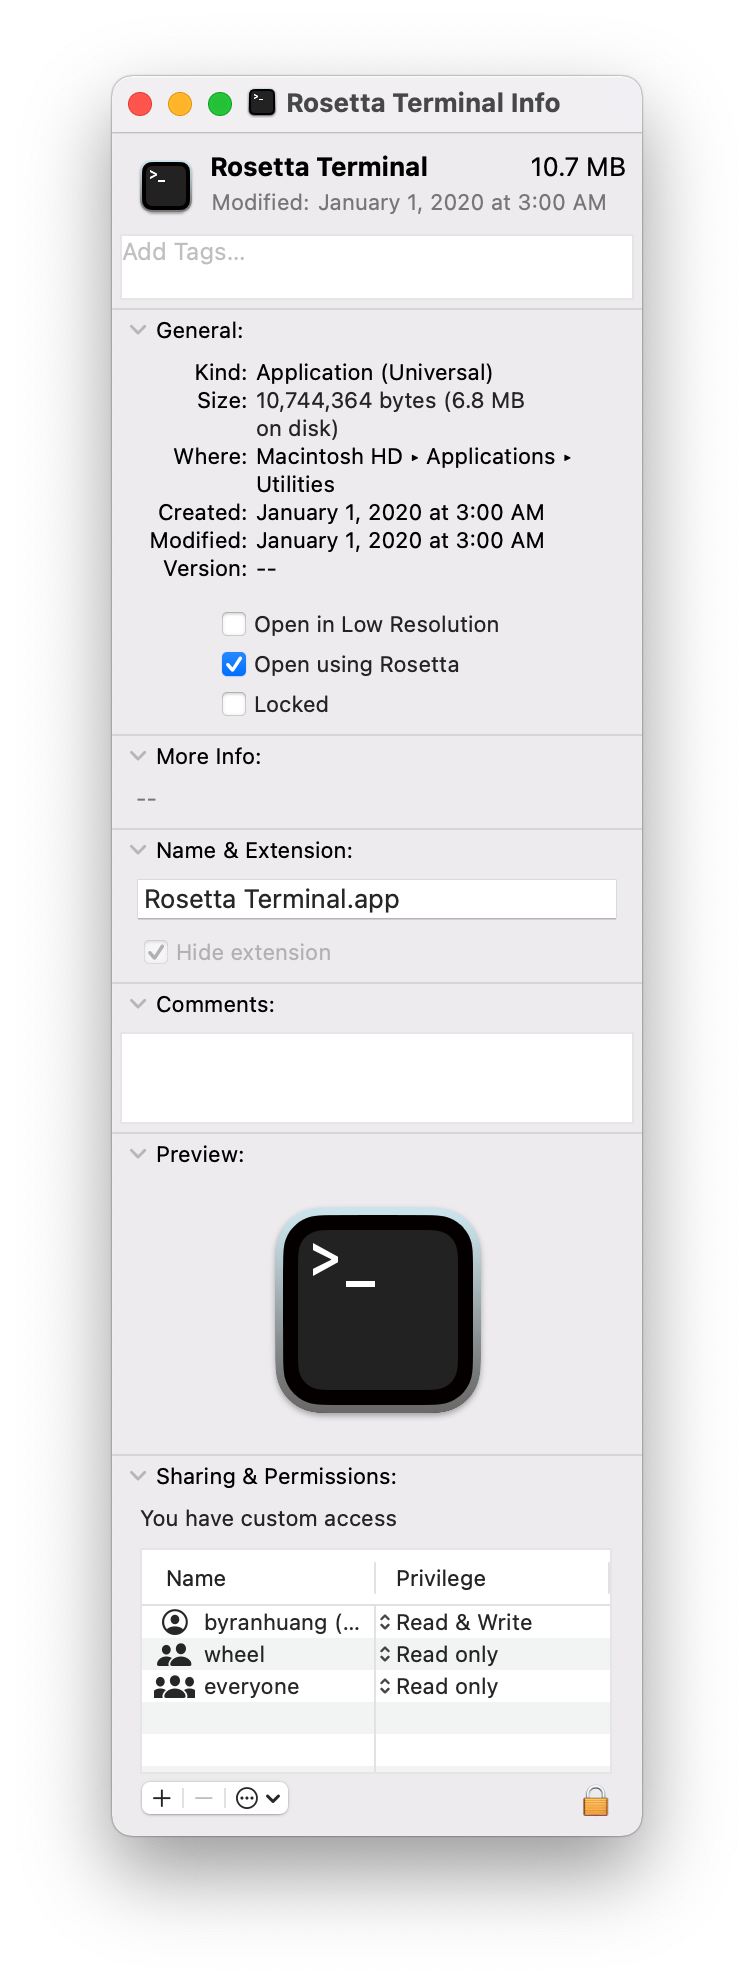 Rosetta Terminal Info
Rosetta Terminal 10.7 MB
Modified: January 1, 2020 at 3:00 AM
Add Tags...
General:
Kind: Application (Universal)
Size: 10,744,364 bytes (6.8 MB
on disk)
Where: Macintosh HD ▸ Applications ▸
Utilities
Created: January 1, 2020 at 3:00 AM
Modified: January 1, 2020 at 3:00 AM
Version: --
Open in Low Resolution
Open using Rosetta
Locked
More Info:
--
Name & Extension:
Rosetta Terminal.app
Hide extension
Comments:
Preview:
>_
Sharing & Permissions:
You have custom access
Name Privilege
byranhuang (... Read & Write
wheel Read only
everyone Read only